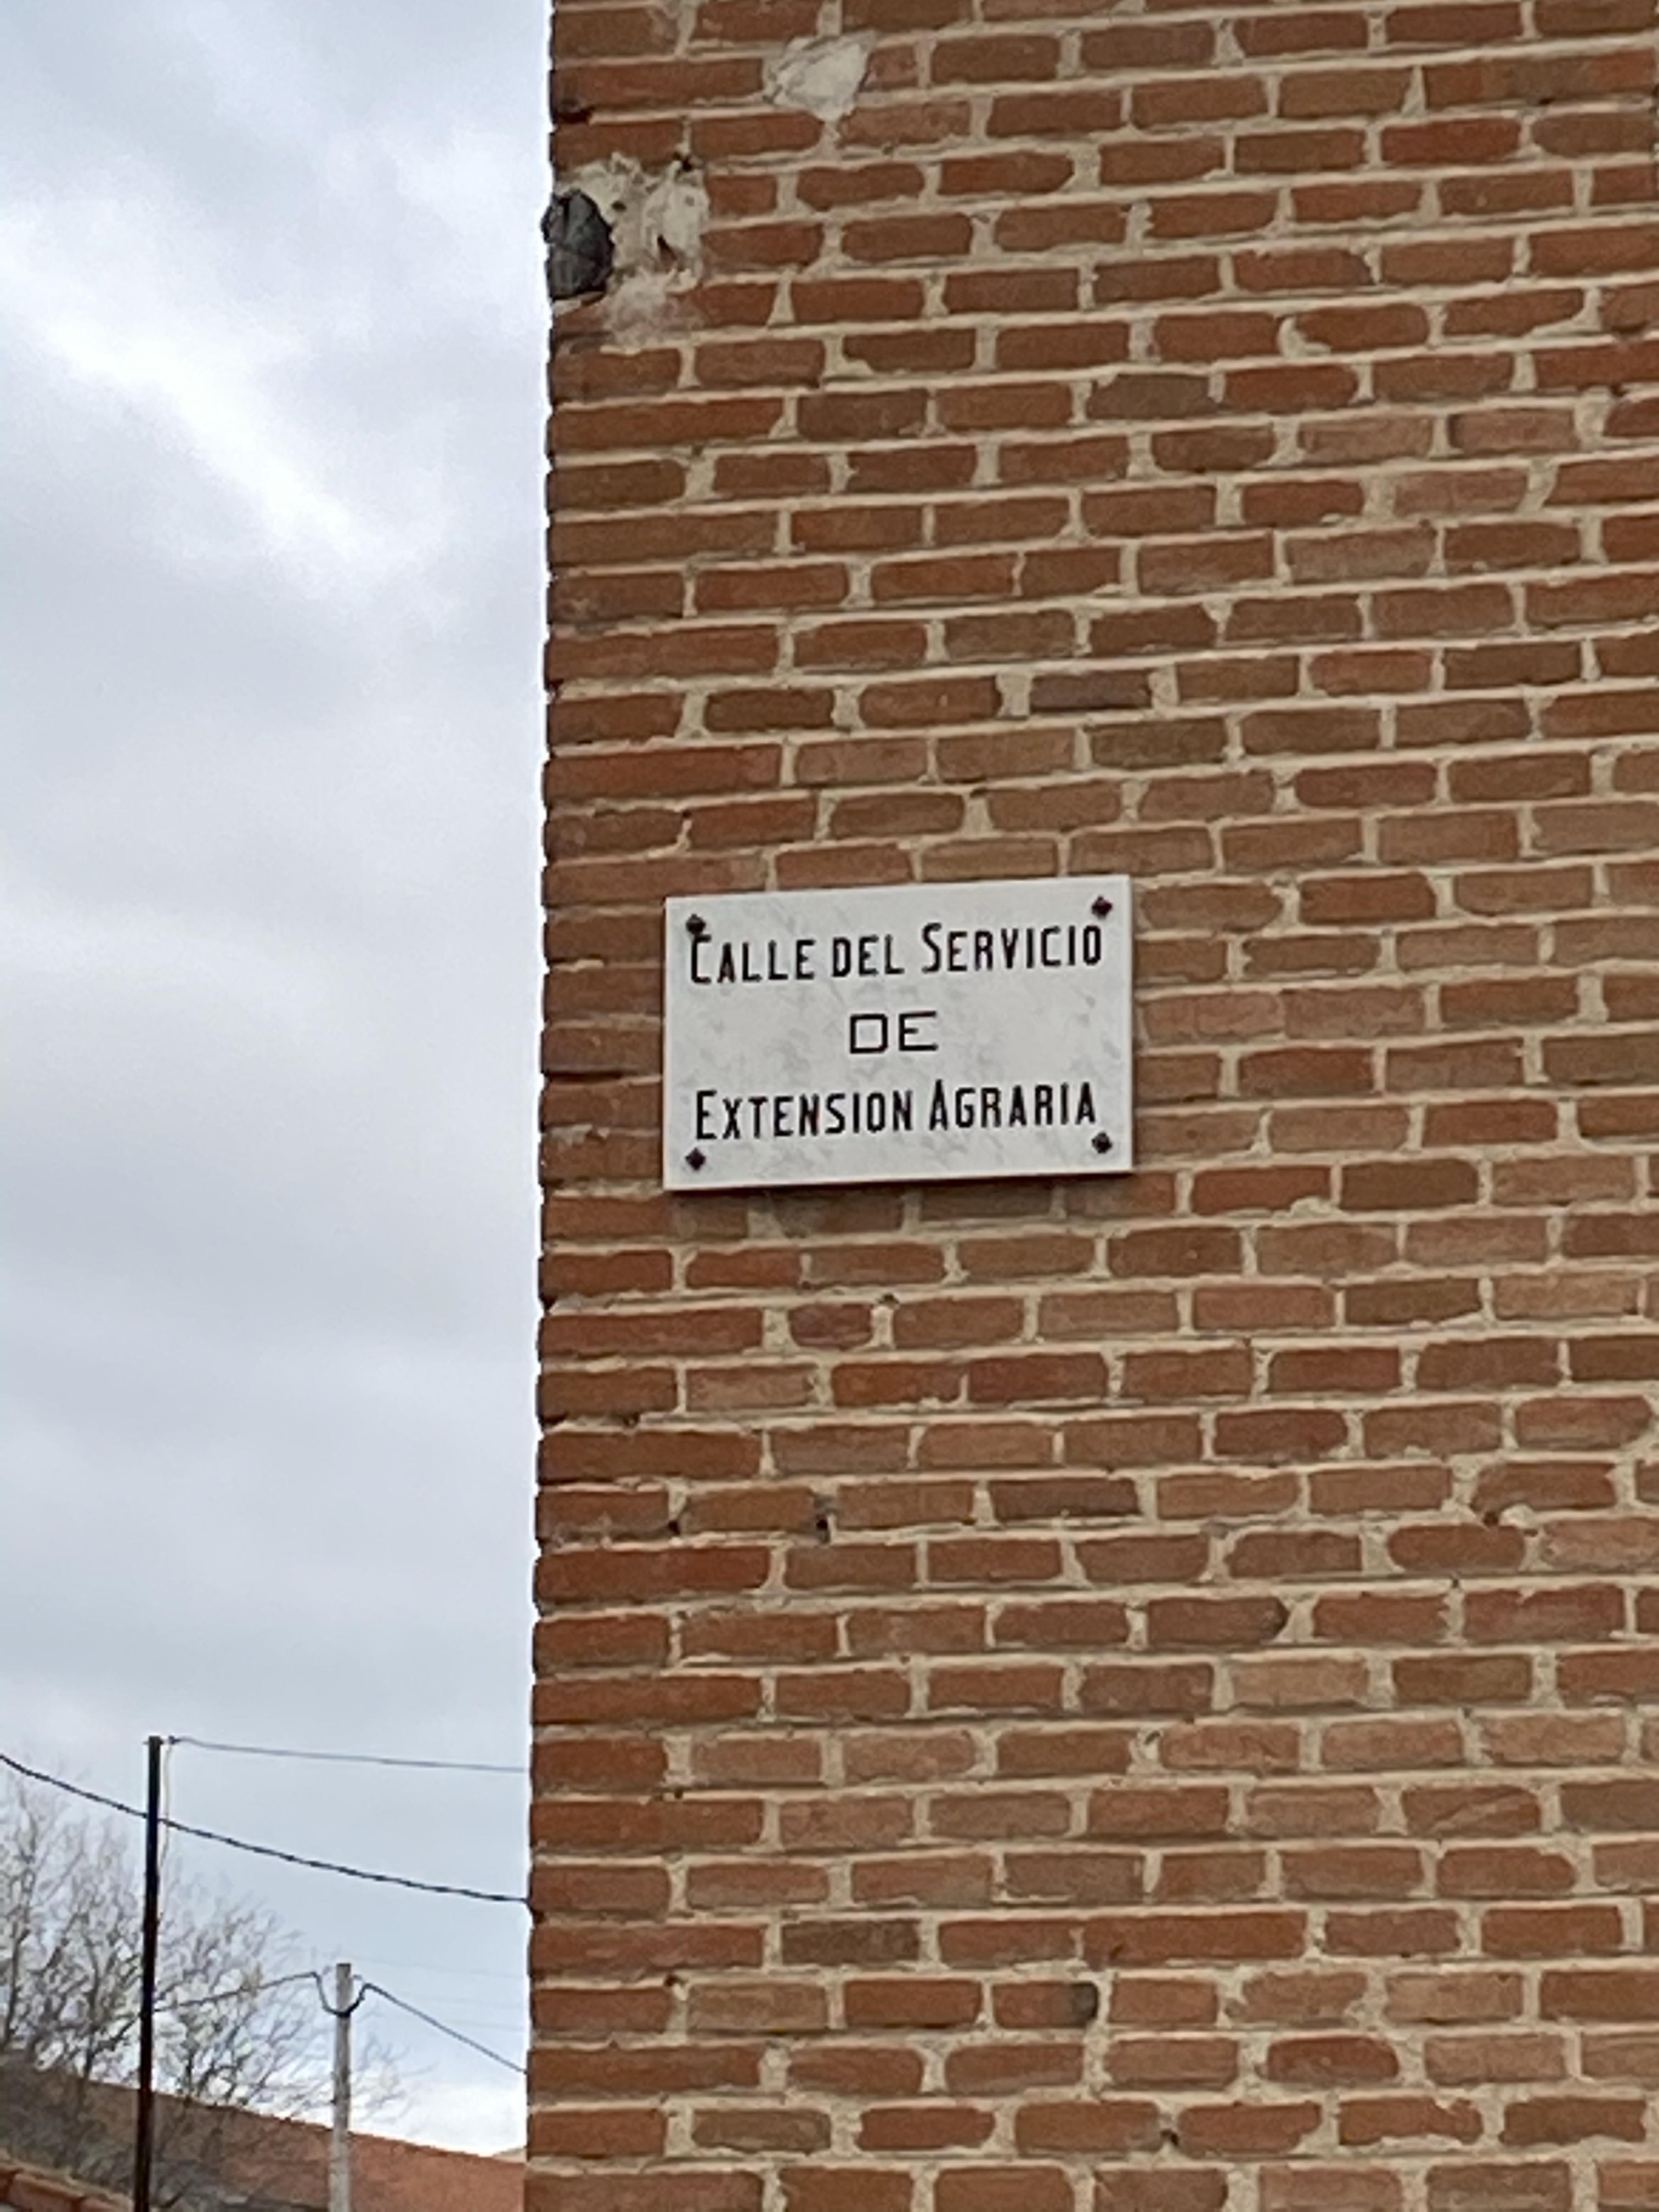 CALLE DEL SERVICIO
DE
EXTENSION AGRARIA